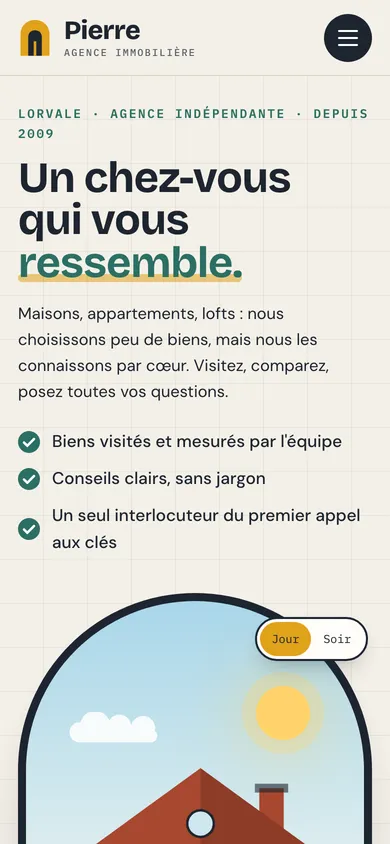 Pierre
AGENCE IMMOBILIÈRE
LORVALE · AGENCE INDÉPENDANTE · DEPUIS
2009
Un chez-vous
qui vous
ressemble.
Maisons, appartements, lofts : nous
choisissons peu de biens, mais nous les
connaissons par cœur. Visitez, comparez,
posez toutes vos questions.
Biens visités et mesurés par l'équipe
Conseils clairs, sans jargon
Un seul interlocuteur du premier appel
aux clés
Jour Soir